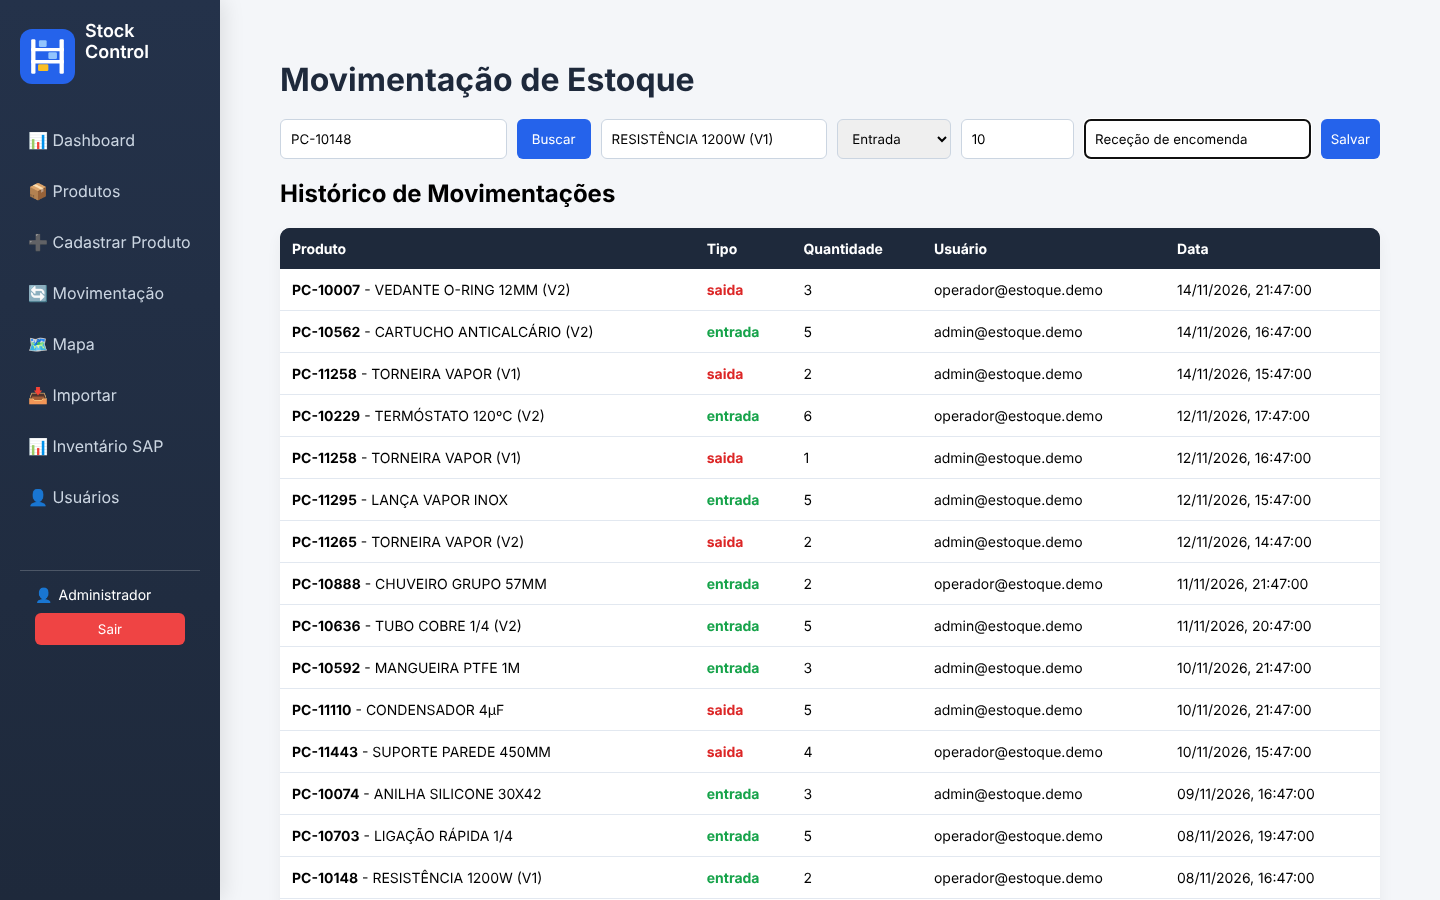 Stock
Control
Dashboard
Produtos
Cadastrar Produto
Movimentação
Mapa
Importar
Inventário SAP
Usuários
Administrador
Sair
Movimentação de Estoque
PC-10148 Buscar RESISTÊNCIA 1200W (V1) Entrada 10 Receção de encomenda Salvar
Histórico de Movimentações
Produto Tipo Quantidade Usuário Data
PC-10007 - VEDANTE O-RING 12MM (V2) saida 3 operador@estoque.demo 14/11/2026, 21:47:00
PC-10562 - CARTUCHO ANTICALCÁRIO (V2) entrada 5 admin@estoque.demo 14/11/2026, 16:47:00
PC-11258 - TORNEIRA VAPOR (V1) saida 2 admin@estoque.demo 14/11/2026, 15:47:00
PC-10229 - TERMÓSTATO 120ºC (V2) entrada 6 operador@estoque.demo 12/11/2026, 17:47:00
PC-11258 - TORNEIRA VAPOR (V1) saida 1 admin@estoque.demo 12/11/2026, 16:47:00
PC-11295 - LANÇA VAPOR INOX entrada 5 admin@estoque.demo 12/11/2026, 15:47:00
PC-11265 - TORNEIRA VAPOR (V2) saida 2 admin@estoque.demo 12/11/2026, 14:47:00
PC-10888 - CHUVEIRO GRUPO 57MM entrada 2 operador@estoque.demo 11/11/2026, 21:47:00
PC-10636 - TUBO COBRE 1/4 (V2) entrada 5 admin@estoque.demo 11/11/2026, 20:47:00
PC-10592 - MANGUEIRA PTFE 1M entrada 3 admin@estoque.demo 10/11/2026, 21:47:00
PC-11110 - CONDENSADOR 4µF saida 5 admin@estoque.demo 10/11/2026, 21:47:00
PC-11443 - SUPORTE PAREDE 450MM saida 4 operador@estoque.demo 10/11/2026, 15:47:00
PC-10074 - ANILHA SILICONE 30X42 entrada 3 admin@estoque.demo 09/11/2026, 16:47:00
PC-10703 - LIGAÇÃO RÁPIDA 1/4 entrada 5 operador@estoque.demo 08/11/2026, 19:47:00
PC-10148 - RESISTÊNCIA 1200W (V1) entrada 2 operador@estoque.demo 08/11/2026, 16:47:00